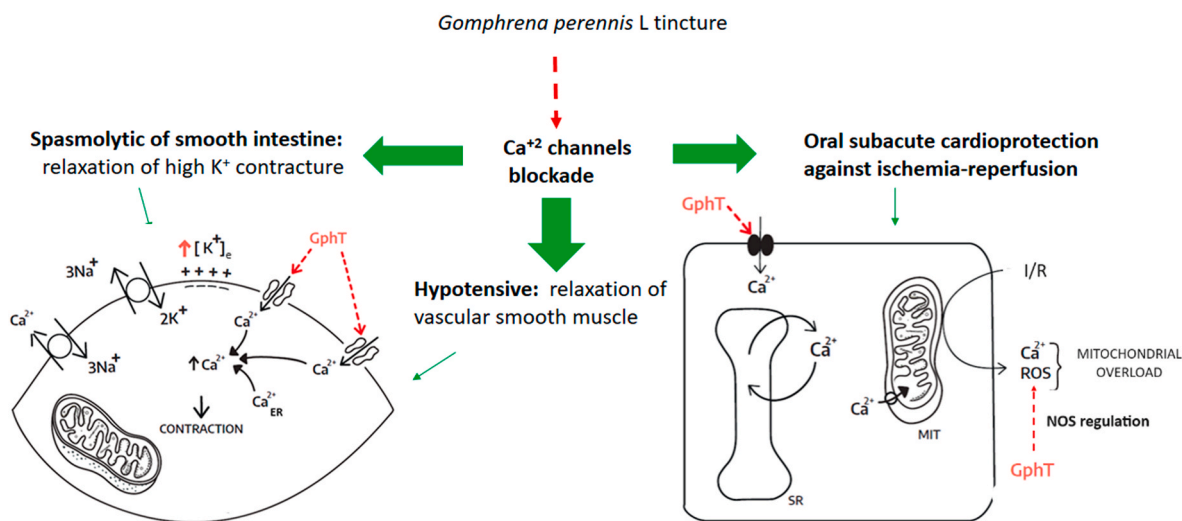 Gomphrena perennis L tincture
Spasmolytic of smooth intestine:
relaxation of high K⁺ contracture
Ca⁺² channels
blockade
Oral subacute cardioprotection
against ischemia-reperfusion
Hypotensive: relaxation of
vascular smooth muscle
↑[K⁺]e
++++
GphT
3Na⁺
2K⁺
Ca²⁺
3Na⁺
Ca²⁺
↑Ca²⁺
Ca²⁺
Ca²⁺ER
CONTRACTION
GphT
Ca²⁺
Ca²⁺
SR
Ca²⁺
MIT
I/R
Ca²⁺
ROS
MITOCHONDRIAL
OVERLOAD
NOS regulation
GphT